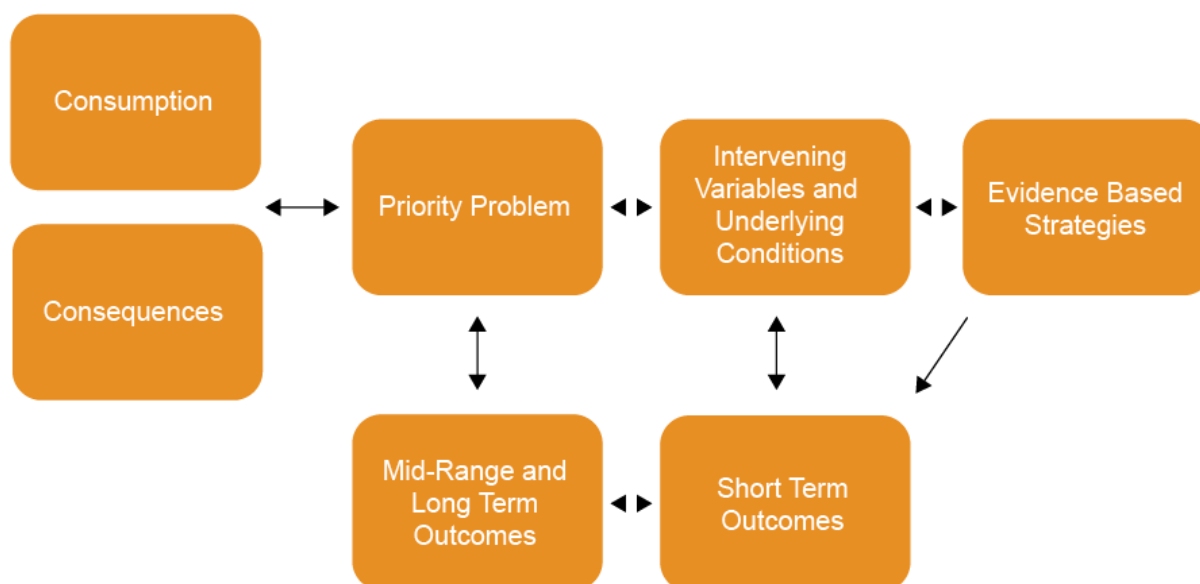 Consumption
Consequences
Priority Problem
Intervening
Variables and
Underlying
Conditions
Evidence Based
Strategies
Mid-Range and
Long Term
Outcomes
Short Term
Outcomes